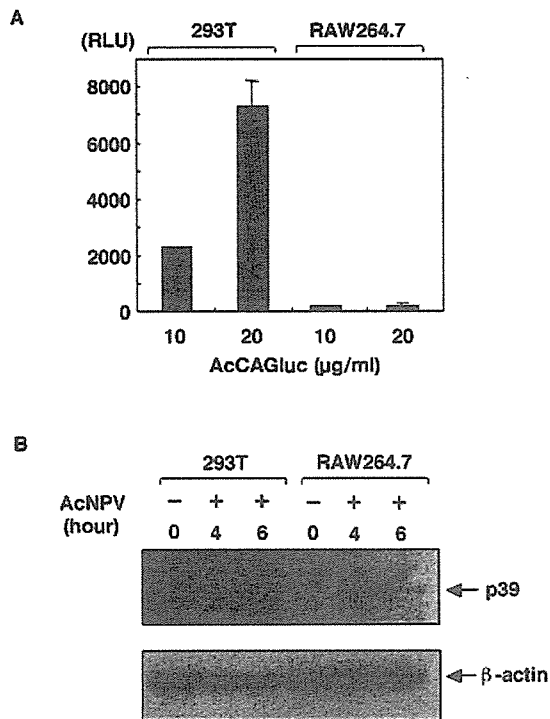 A
(RLU) 293T RAW264.7
8000
6000
4000
2000
0
10 20 10 20
AcCAGluc (µg/ml)
B
293T RAW264.7
AcNPV − + + − + +
(hour) 0 4 6 0 4 6
p39
β-actin